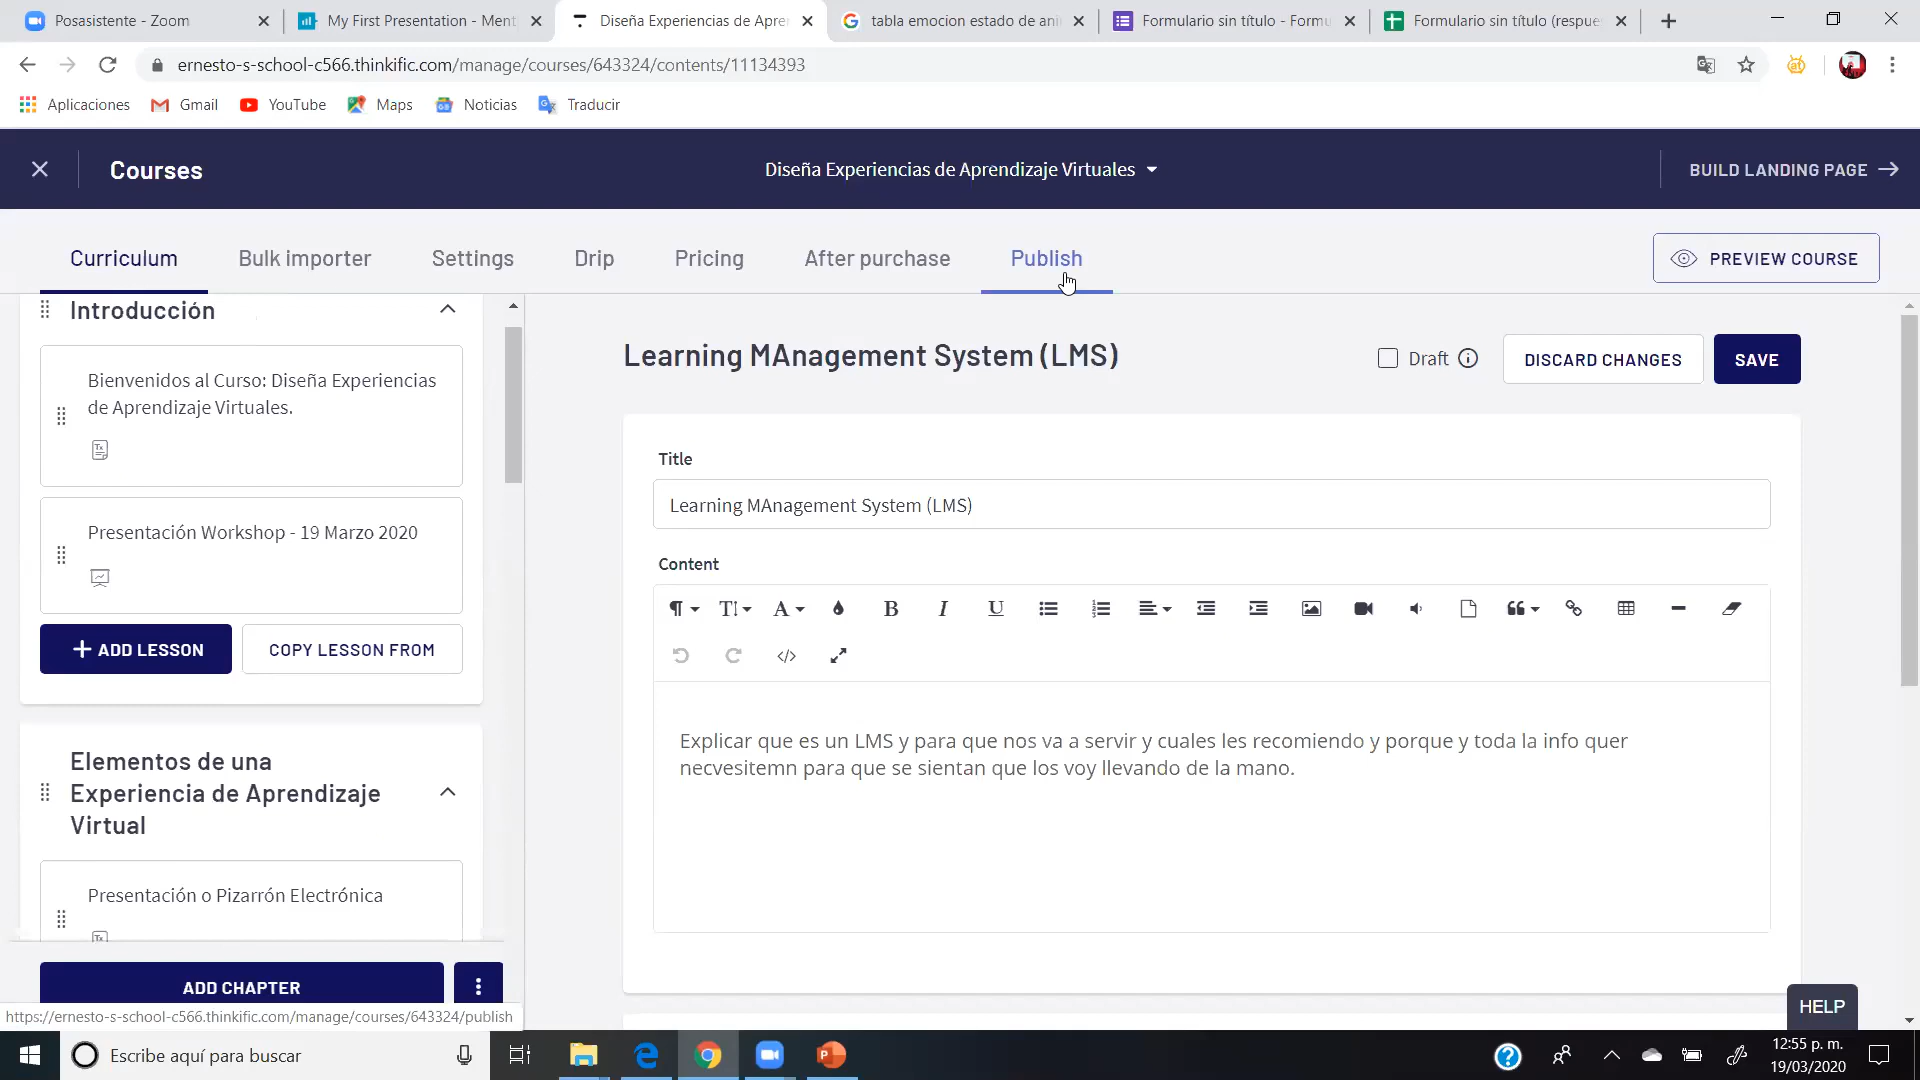 Posasistente - Zoom
My First Presentation - Ment
Diseña Experiencias de Apre
tabla emocion estado de ani
Formulario sin título - Formu
Formulario sin título (respue
ernesto-s-school-c566.thinkific.com/manage/courses/643324/contents/11134393
Aplicaciones
Gmail
YouTube
Maps
Noticias
Traducir
Courses
Diseña Experiencias de Aprendizaje Virtuales
BUILD LANDING PAGE
Curriculum
Bulk importer
Settings
Drip
Pricing
After purchase
Publish
PREVIEW COURSE
Introducción
Bienvenidos al Curso: Diseña Experiencias
de Aprendizaje Virtuales.
Presentación Workshop - 19 Marzo 2020
+ ADD LESSON
COPY LESSON FROM
Elementos de una
Experiencia de Aprendizaje
Virtual
Presentación o Pizarrón Electrónica
ADD CHAPTER
https://ernesto-s-school-c566.thinkific.com/manage/courses/643324/publish
Learning MAnagement System (LMS)
Draft
DISCARD CHANGES
SAVE
Title
Learning MAnagement System (LMS)
Content
Explicar que es un LMS y para que nos va a servir y cuales les recomiendo y porque y toda la info quer
necvesitemn para que se sientan que los voy llevando de la mano.
HELP
Escribe aquí para buscar
12:55 p. m.
19/03/2020